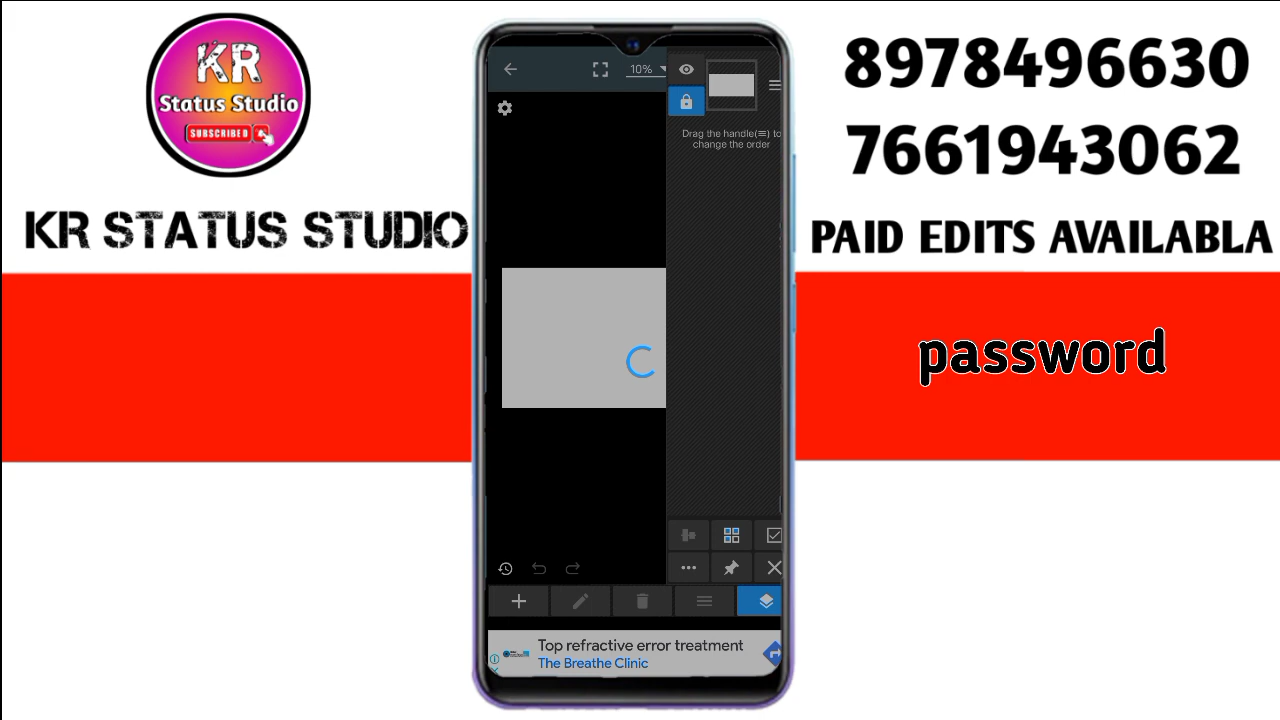 KR
Status Studio
SUBSCRIBED
KR STATUS STUDIO
10%
Drag the handle(≡) to
change the order
Top refractive error treatment
The Breathe Clinic
8978496630
7661943062
PAID EDITS AVAILABLA
password